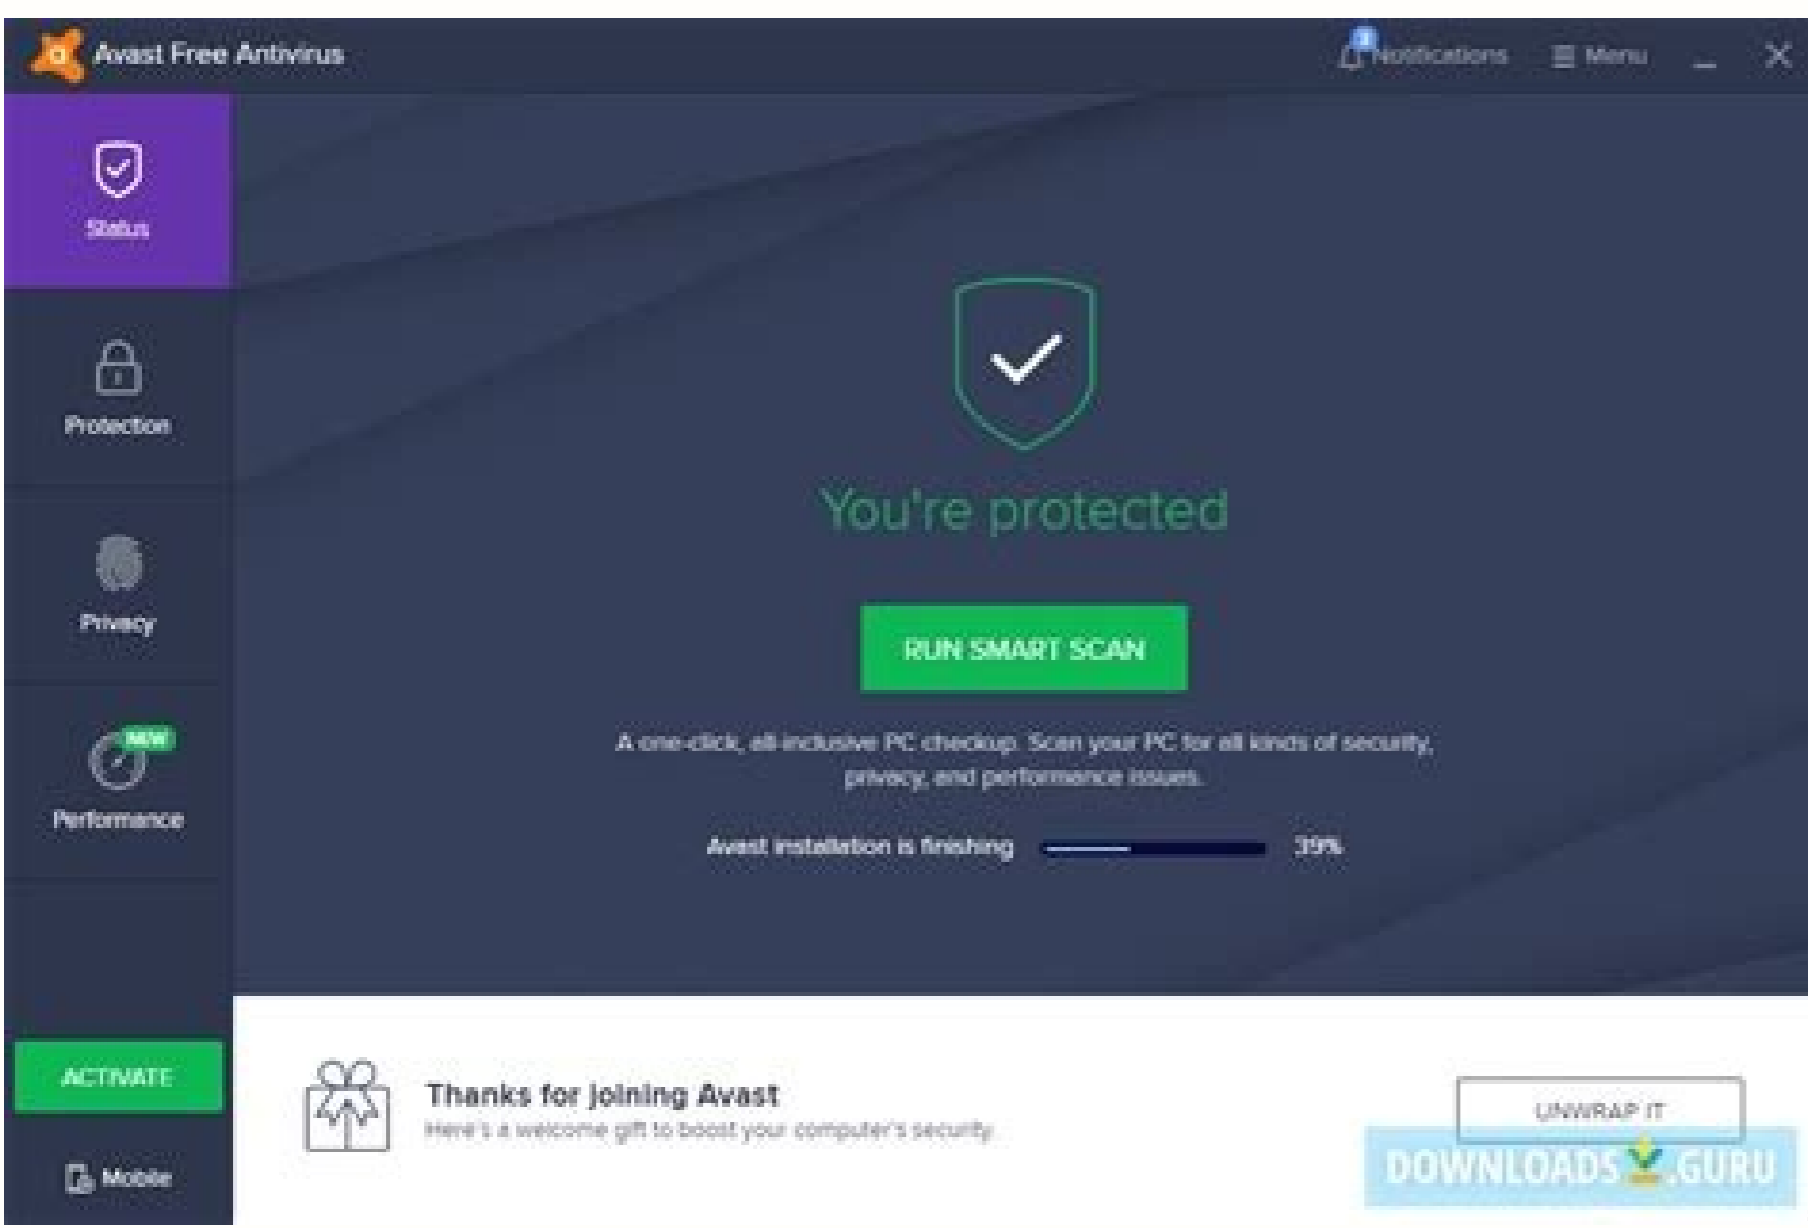 Avast Free Antivirus
Notifications
Menu
Status
Protection
Privacy
NEW
Performance
ACTIVATE
Mobile
You're protected
RUN SMART SCAN
A one-click, all-inclusive PC checkup. Scan your PC for all kinds of security,
privacy, and performance issues.
Avast installation is finishing 39%
Thanks for joining Avast
Here's a welcome gift to boost your computer's security.
UNWRAP IT
DOWNLOADS.GURU